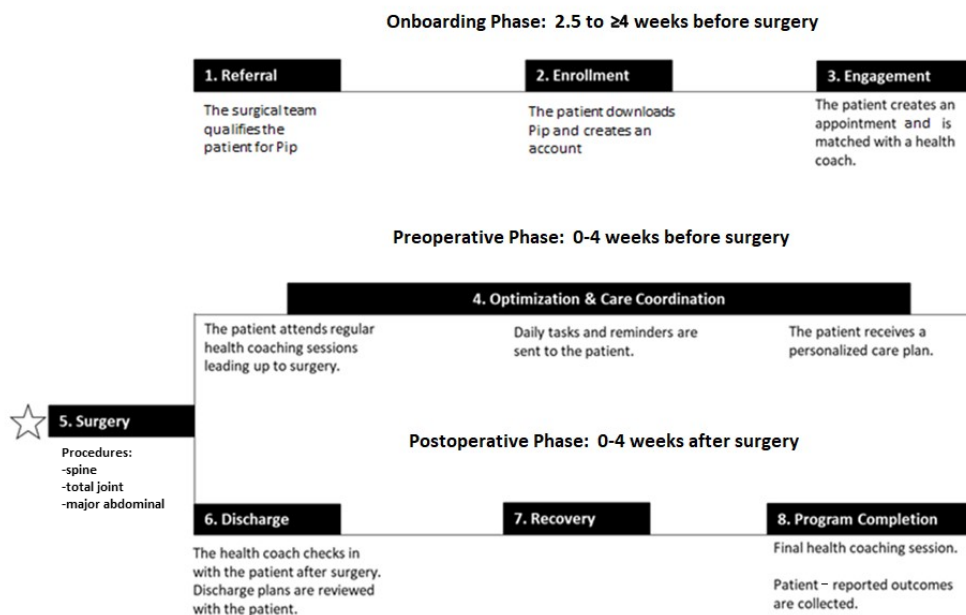 Onboarding Phase: 2.5 to ≥4 weeks before surgery
1. Referral
The surgical team
qualifies the
patient for Pip
2. Enrollment
The patient downloads
Pip and creates an
account
3. Engagement
The patient creates an
appointment and is
matched with a health
coach.
Preoperative Phase: 0-4 weeks before surgery
4. Optimization & Care Coordination
The patient attends regular
health coaching sessions
leading up to surgery.
Daily tasks and reminders are
sent to the patient.
The patient receives a
personalized care plan.
5. Surgery
Procedures:
-spine
-total joint
-major abdominal
Postoperative Phase: 0-4 weeks after surgery
6. Discharge
The health coach checks in
with the patient after surgery.
Discharge plans are reviewed
with the patient.
7. Recovery
8. Program Completion
Final health coaching session.
Patient – reported outcomes
are collected.